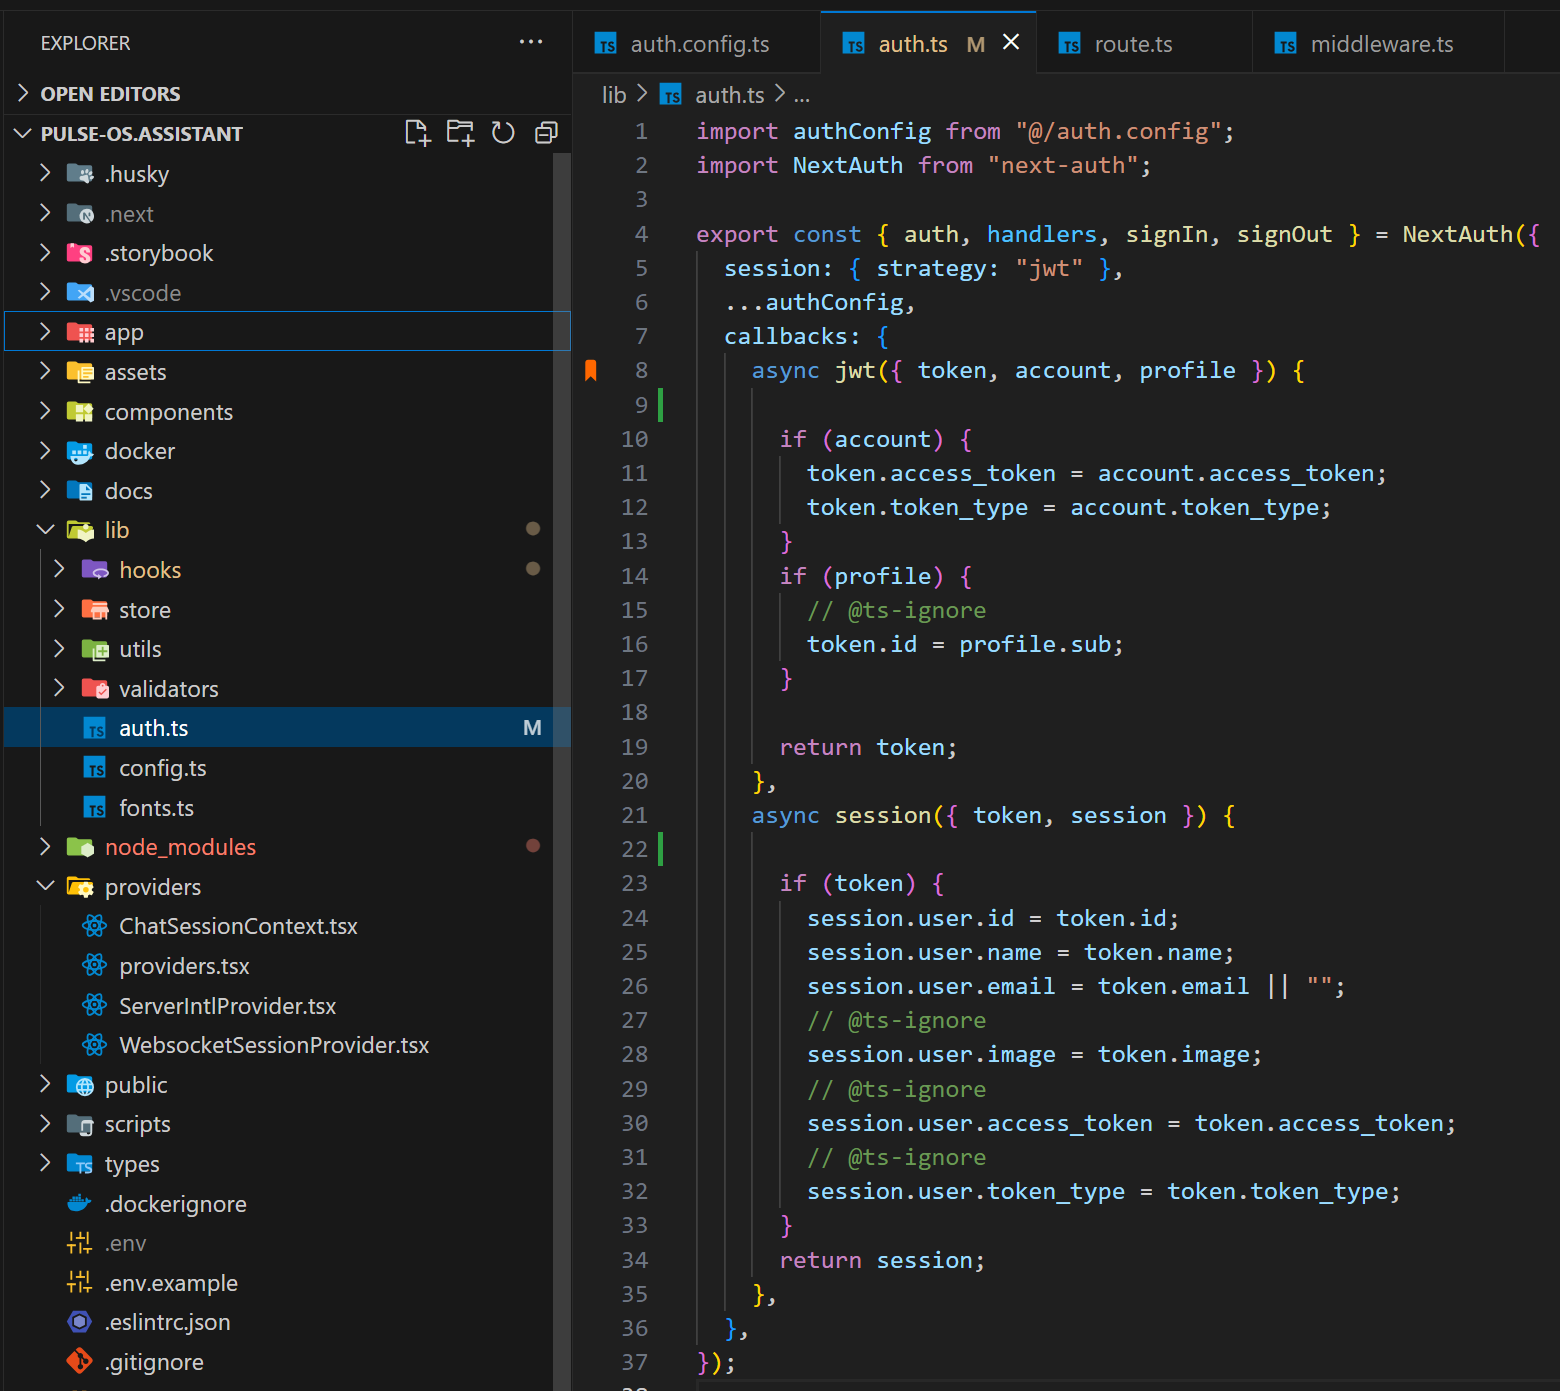 EXPLORER
OPEN EDITORS
PULSE-OS.ASSISTANT
.husky
.next
.storybook
.vscode
app
assets
components
docker
docs
lib
hooks
store
utils
validators
auth.ts M
config.ts
fonts.ts
node_modules
providers
ChatSessionContext.tsx
providers.tsx
ServerIntlProvider.tsx
WebsocketSessionProvider.tsx
public
scripts
types
.dockerignore
.env
.env.example
.eslintrc.json
.gitignore
auth.config.ts auth.ts M route.ts middleware.ts
lib > auth.ts > ...
1 import authConfig from "@/auth.config";
2 import NextAuth from "next-auth";
3
4 export const { auth, handlers, signIn, signOut } = NextAuth({
5   session: { strategy: "jwt" },
6   ...authConfig,
7   callbacks: {
8     async jwt({ token, account, profile }) {
9
10       if (account) {
11         token.access_token = account.access_token;
12         token.token_type = account.token_type;
13       }
14       if (profile) {
15         // @ts-ignore
16         token.id = profile.sub;
17       }
18
19       return token;
20     },
21     async session({ token, session }) {
22
23       if (token) {
24         session.user.id = token.id;
25         session.user.name = token.name;
26         session.user.email = token.email || "";
27         // @ts-ignore
28         session.user.image = token.image;
29         // @ts-ignore
30         session.user.access_token = token.access_token;
31         // @ts-ignore
32         session.user.token_type = token.token_type;
33       }
34       return session;
35     },
36   },
37 });